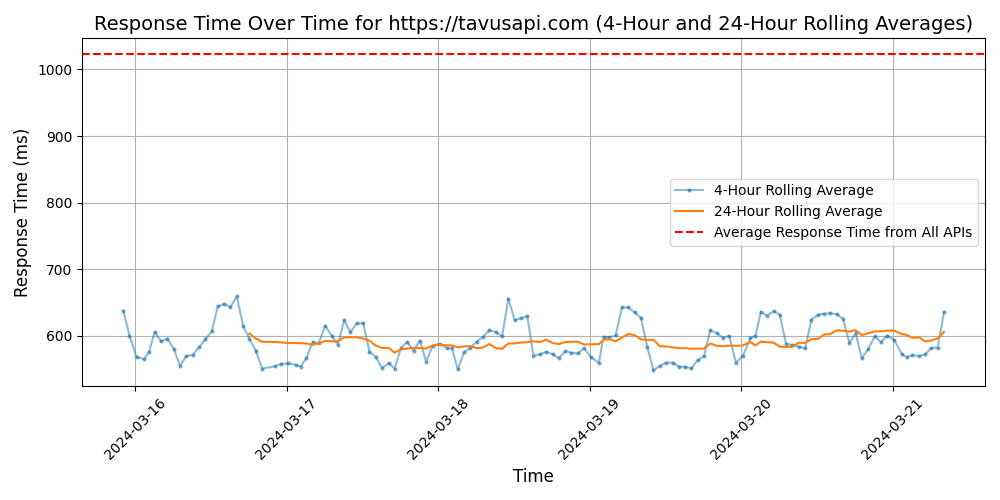 Response Time Over Time for https://tavusapi.com (4-Hour and 24-Hour Rolling Averages)
Response Time (ms)
1000
900
800
700
600
4-Hour Rolling Average
24-Hour Rolling Average
Average Response Time from All APIs
2024-03-16
2024-03-17
2024-03-18
2024-03-19
2024-03-20
2024-03-21
Time